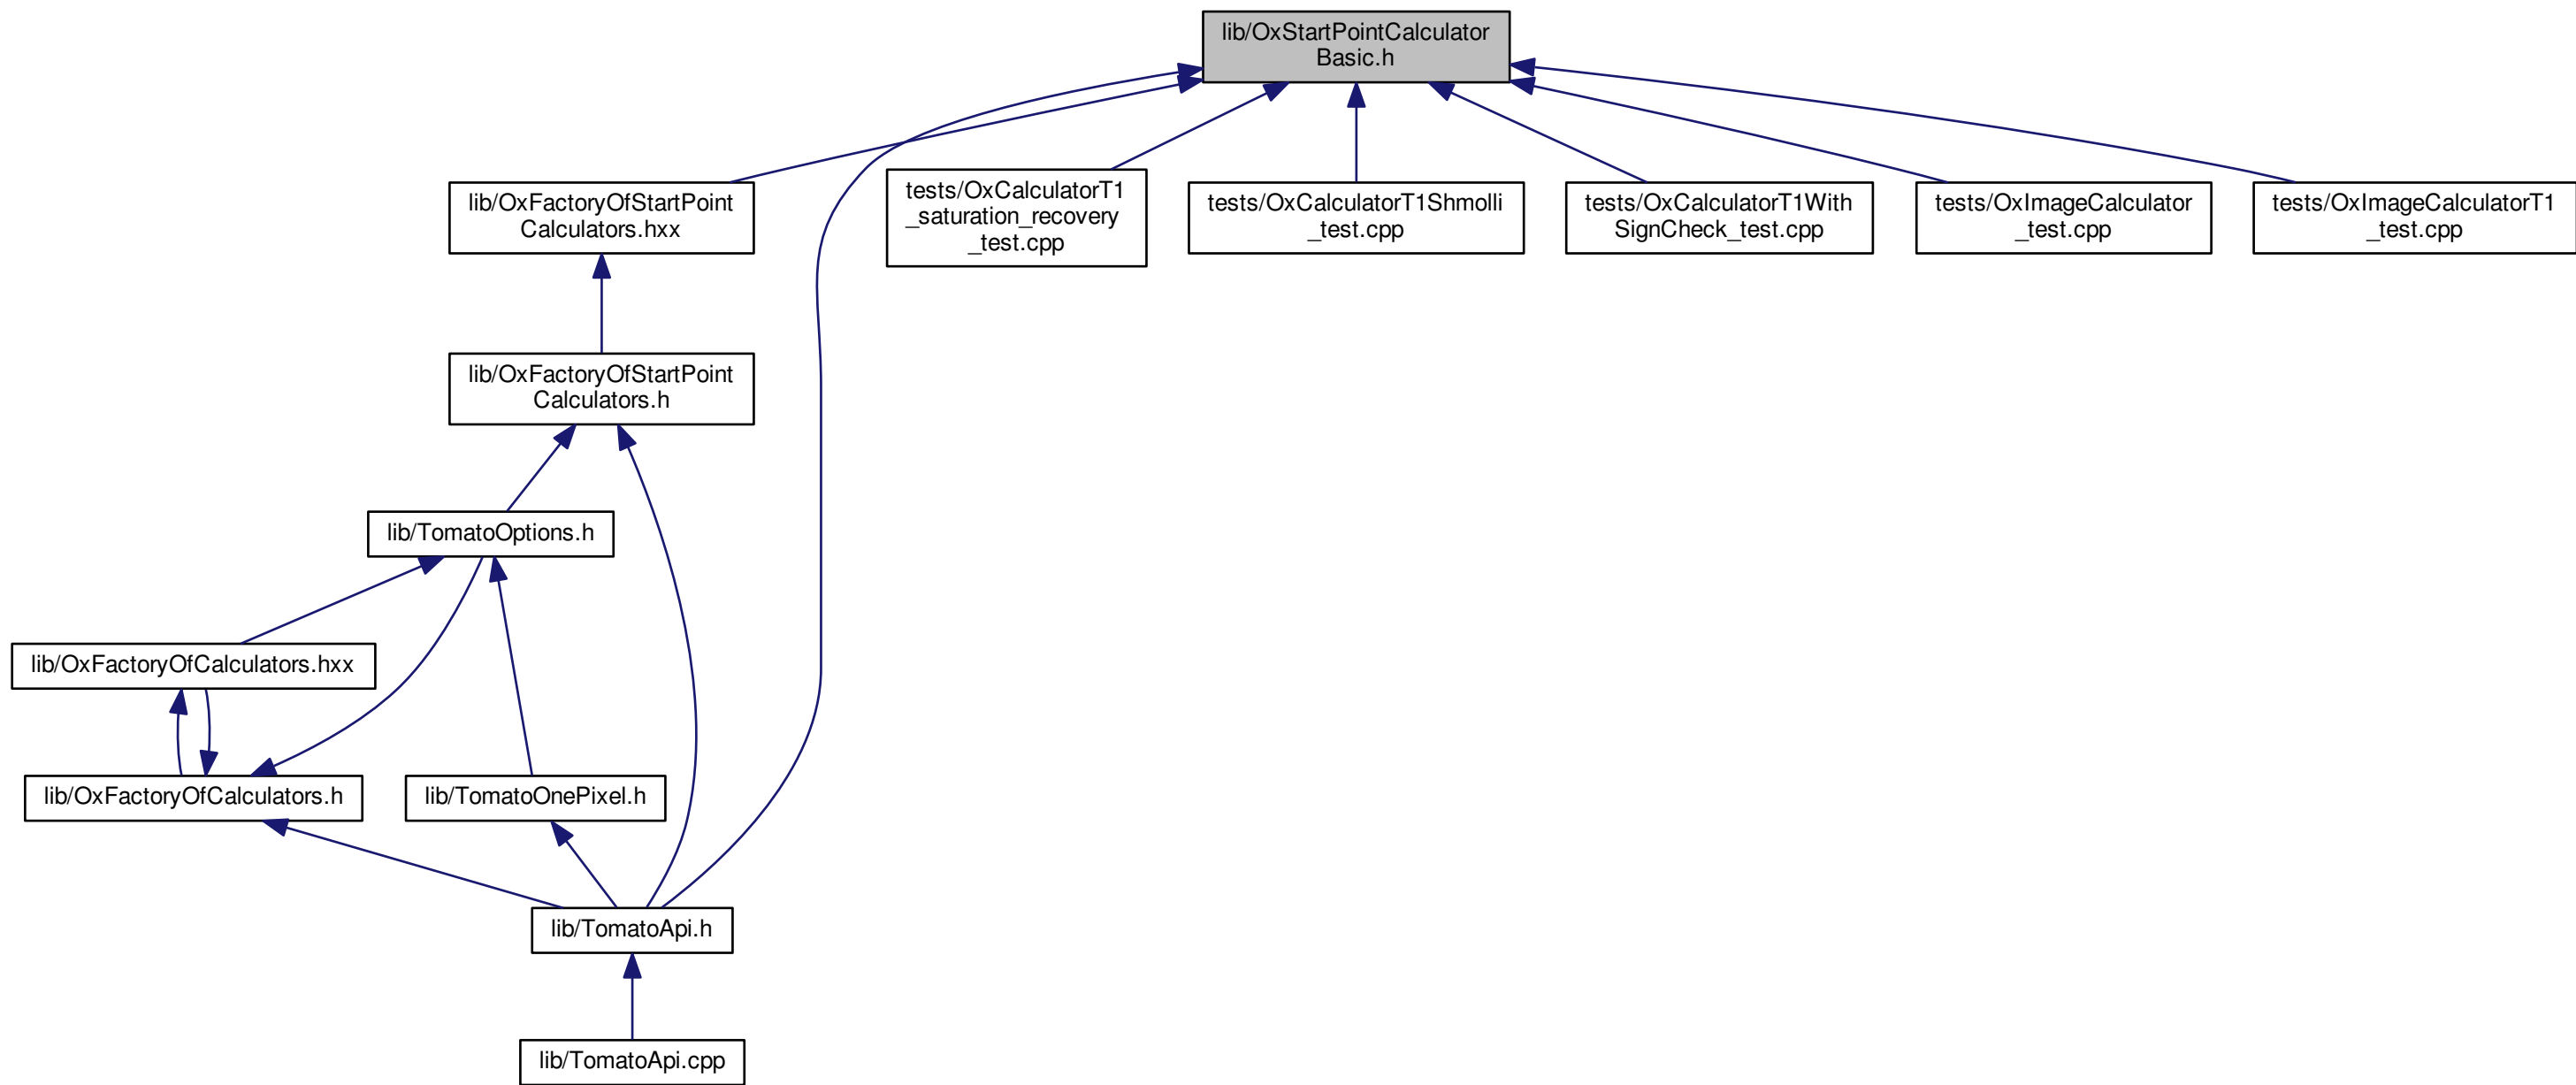 lib/OxStartPointCalculator
Basic.h
lib/OxFactoryOfStartPoint
Calculators.hxx
tests/OxCalculatorT1
_saturation_recovery
_test.cpp
tests/OxCalculatorT1Shmolli
_test.cpp
tests/OxCalculatorT1With
SignCheck_test.cpp
tests/OxImageCalculator
_test.cpp
tests/OxImageCalculatorT1
_test.cpp
lib/OxFactoryOfStartPoint
Calculators.h
lib/TomatoOptions.h
lib/OxFactoryOfCalculators.hxx
lib/OxFactoryOfCalculators.h
lib/TomatoOnePixel.h
lib/TomatoApi.h
lib/TomatoApi.cpp